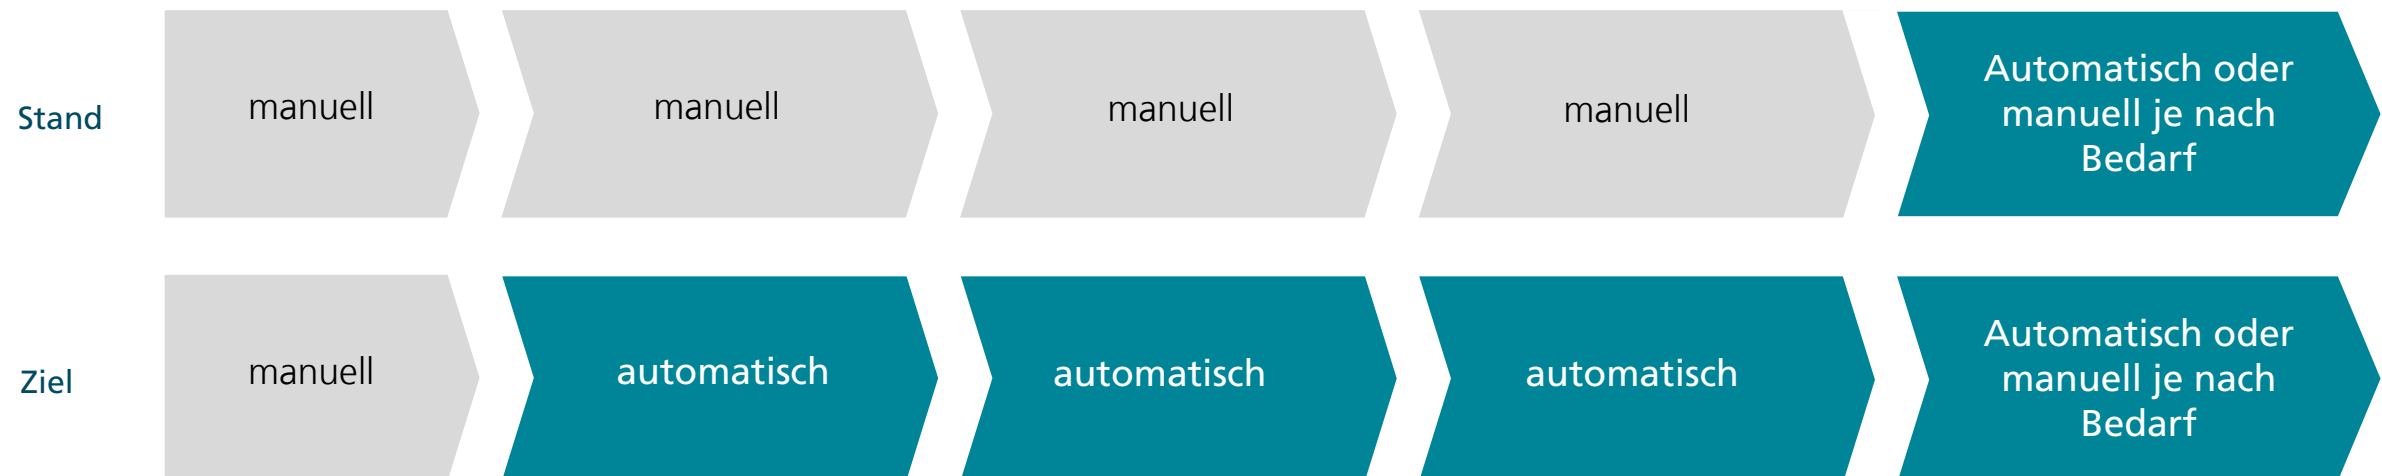 Stand
manuell
manuell
manuell
manuell
Automatisch oder
manuell je nach
Bedarf
Ziel
manuell
automatisch
automatisch
automatisch
Automatisch oder
manuell je nach
Bedarf